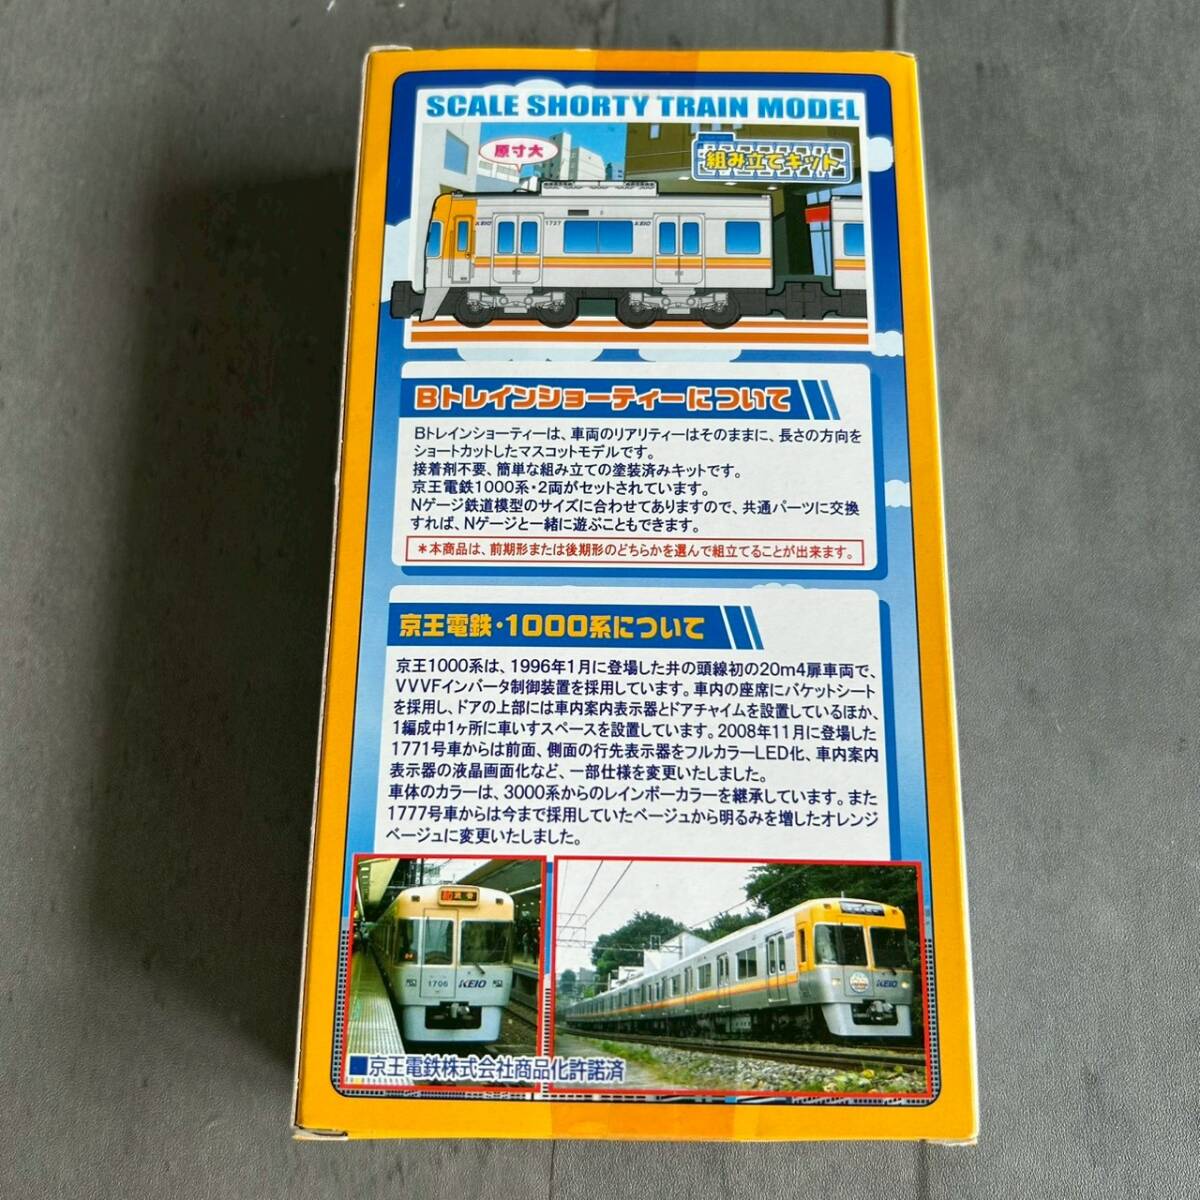 SCALE SHORTY TRAIN MODEL
原寸大
組み立てキット
KEIO
1737
KEIO
Bトレインショーティーについて
Bトレインショーティーは、車両のリアリティーはそのままに、長さの方向を
ショートカットしたマスコットモデルです。
接着剤不要、簡単な組み立ての塗装済みキットです。
京王電鉄1000系・2両がセットされています。
Nゲージ鉄道模型のサイズに合わせてありますので、共通パーツに交換
すれば、Nゲージと一緒に遊ぶこともできます。
*本商品は、前期形または後期形のどちらかを選んで組立てることが出来ます。
京王電鉄・1000系について
京王1000系は、1996年1月に登場した井の頭線初の20m4扉車両で、
VVVFインバータ制御装置を採用しています。車内の座席にバケットシート
を採用し、ドアの上部には車内案内表示器とドアチャイムを設置しているほか、
1編成中1ヶ所に車いすスペースを設置しています。2008年11月に登場した
1771号車からは前面、側面の行先表示器をフルカラーLED化、車内案内
表示器の液晶画面化など、一部仕様を変更いたしました。
車体のカラーは、3000系からのレインボーカラーを継承しています。また
1777号車からは今まで採用していたベージュから明るみを増したオレンジ
ベージュに変更いたしました。
1706
KEIO
KEIO
■京王電鉄株式会社商品化許諾済